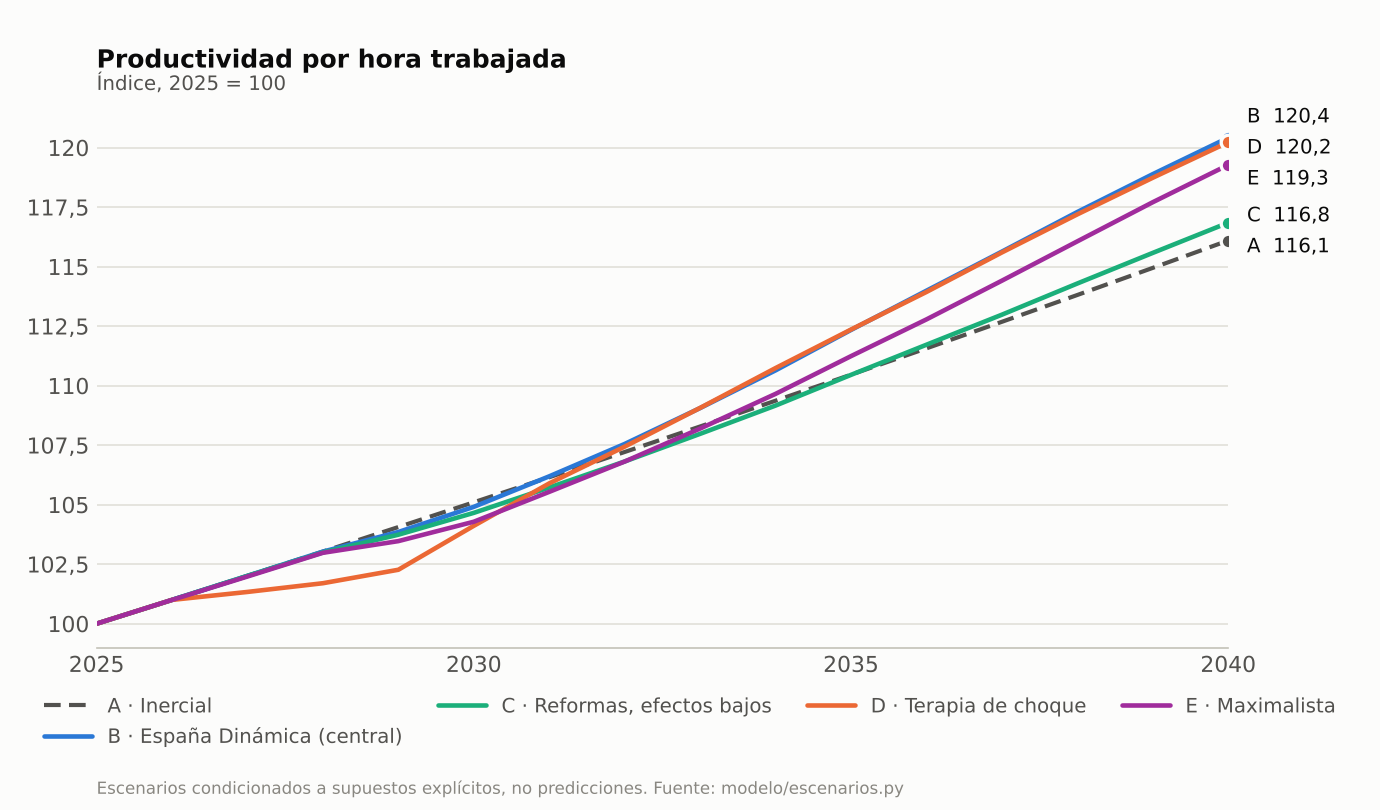 Productividad por hora trabajada
Índice, 2025 = 100
B 120,4
120
D 120,2
E 119,3
117,5
C 116,8
A 116,1
115
112,5
110
107,5
105
102,5
100
2025 2030 2035 2040
A · Inercial C · Reformas, efectos bajos D · Terapia de choque E · Maximalista
B · España Dinámica (central)
Escenarios condicionados a supuestos explícitos, no predicciones. Fuente: modelo/escenarios.py